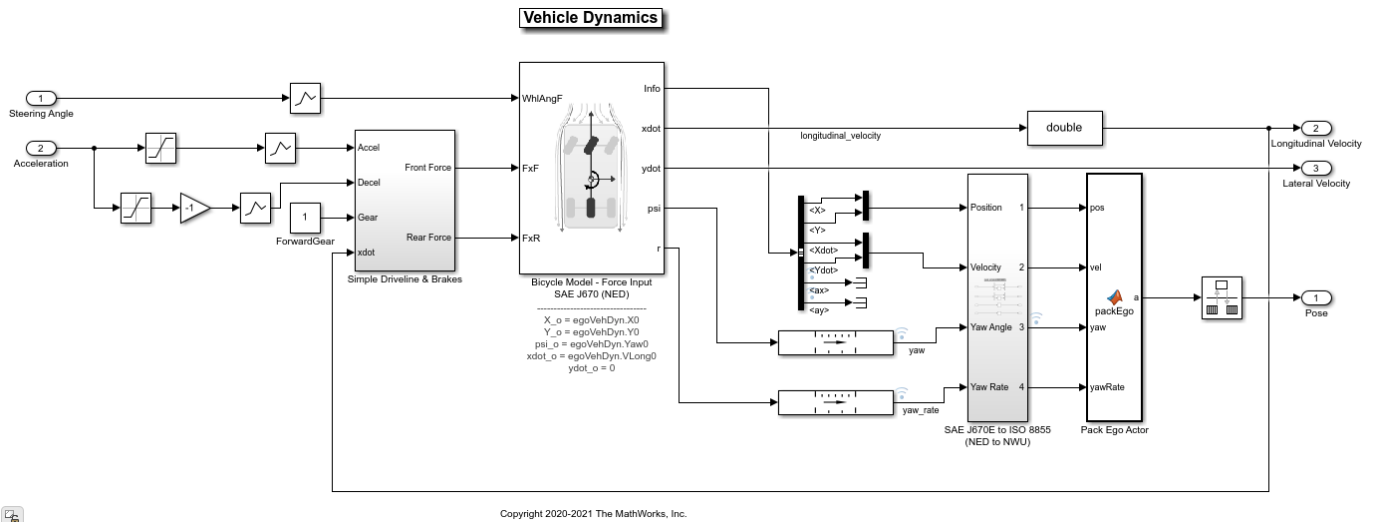 Vehicle Dynamics
1
Steering Angle
2
Acceleration
-1
1
ForwardGear
Accel
Decel
Gear
xdot
Front Force
Rear Force
Simple Driveline & Brakes
WhlAngF
FxF
FxR
Info
xdot
ydot
psi
r
Bicycle Model - Force Input
SAE J670 (NED)
--------------------------------
X_o = egoVehDyn.X0
Y_o = egoVehDyn.Y0
psi_o = egoVehDyn.Yaw0
xdot_o = egoVehDyn.VLong0
ydot_o = 0
longitudinal_velocity
double
<X>
<Y>
<Xdot>
<Ydot>
<ax>
<ay>
yaw
yaw_rate
Position 1
Velocity 2
Yaw Angle 3
Yaw Rate 4
SAE J670E to ISO 8855
(NED to NWU)
pos
vel
yaw
yawRate
a
packEgo
Pack Ego Actor
2
Longitudinal Velocity
3
Lateral Velocity
1
Pose
Copyright 2020-2021 The MathWorks, Inc.